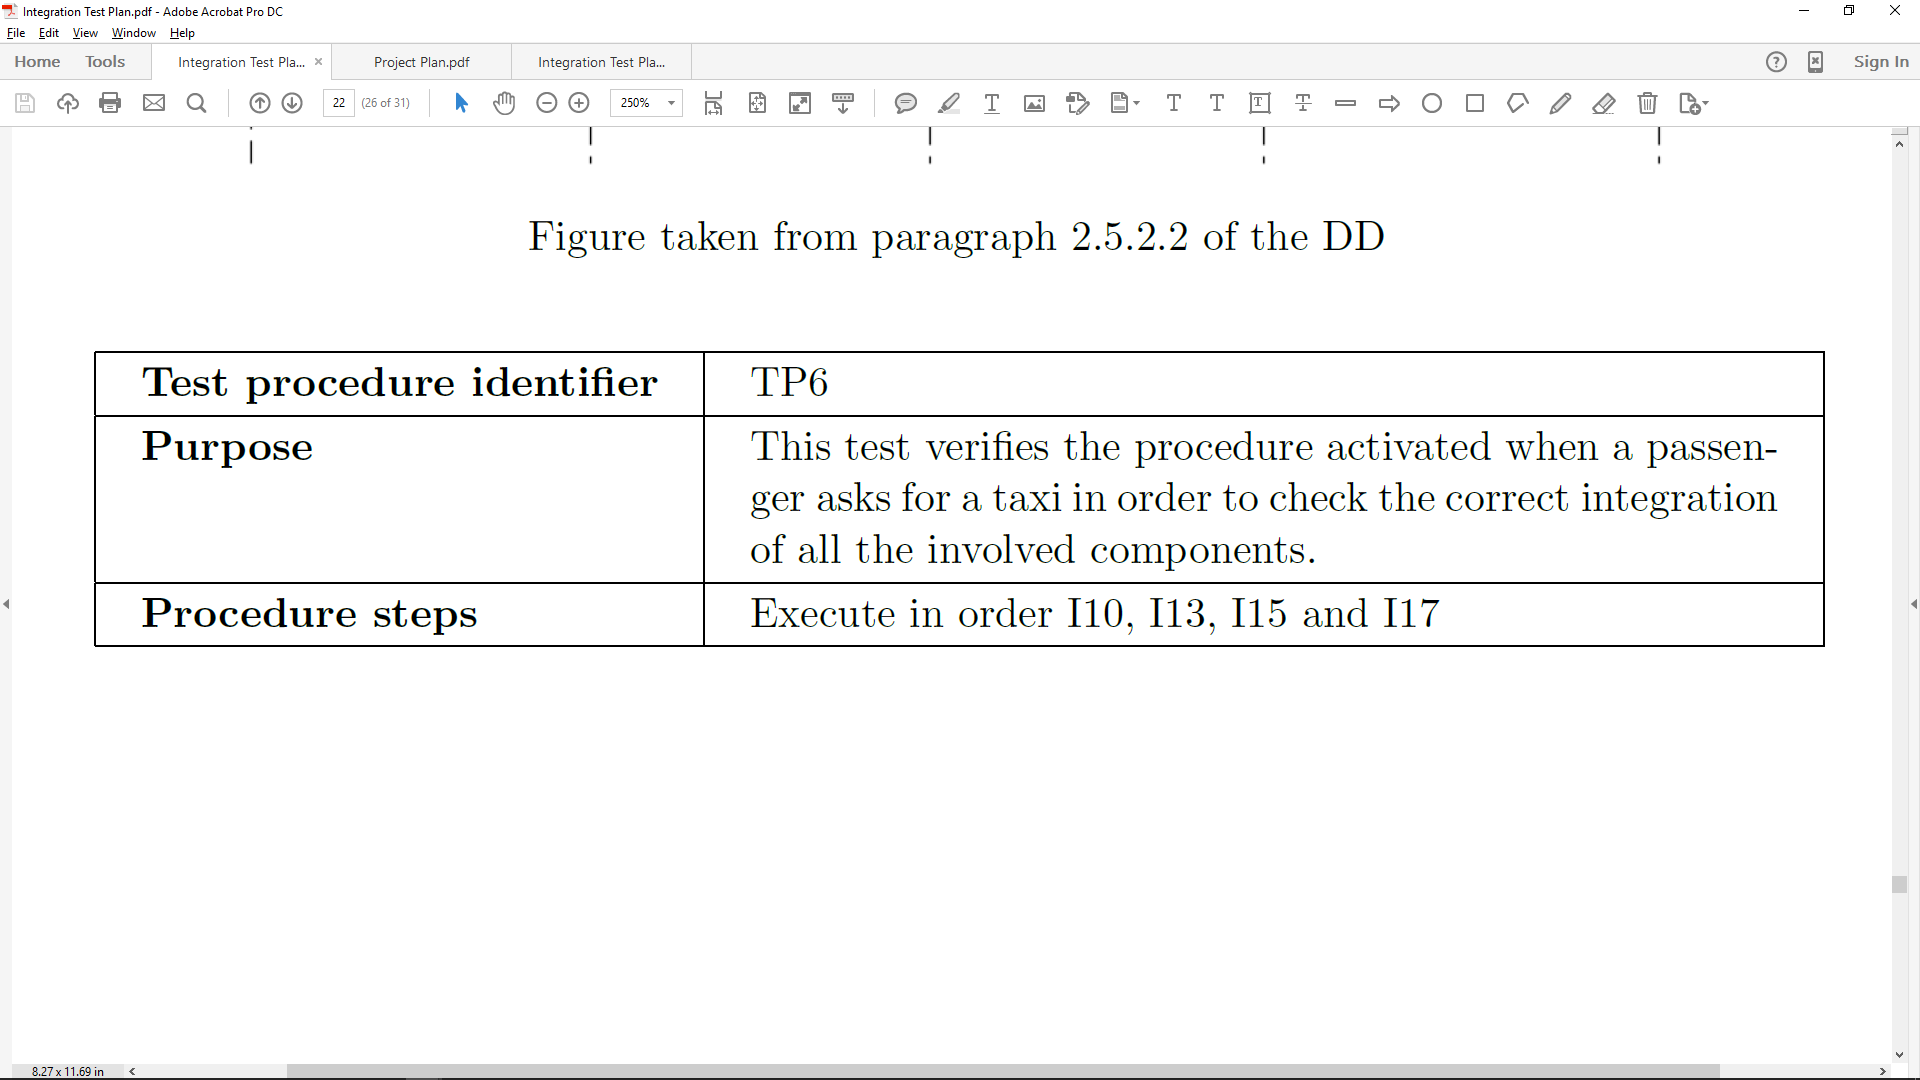 Integration Test Plan.pdf - Adobe Acrobat Pro DC
File Edit View Window Help
Home Tools Integration Test Pla... × Project Plan.pdf Integration Test Pla... Sign In
22 (26 of 31) 250%
Figure taken from paragraph 2.5.2.2 of the DD
Test procedure identifier TP6
Purpose This test verifies the procedure activated when a passen-
ger asks for a taxi in order to check the correct integration
of all the involved components.
Procedure steps Execute in order I10, I13, I15 and I17
8.27 x 11.69 in